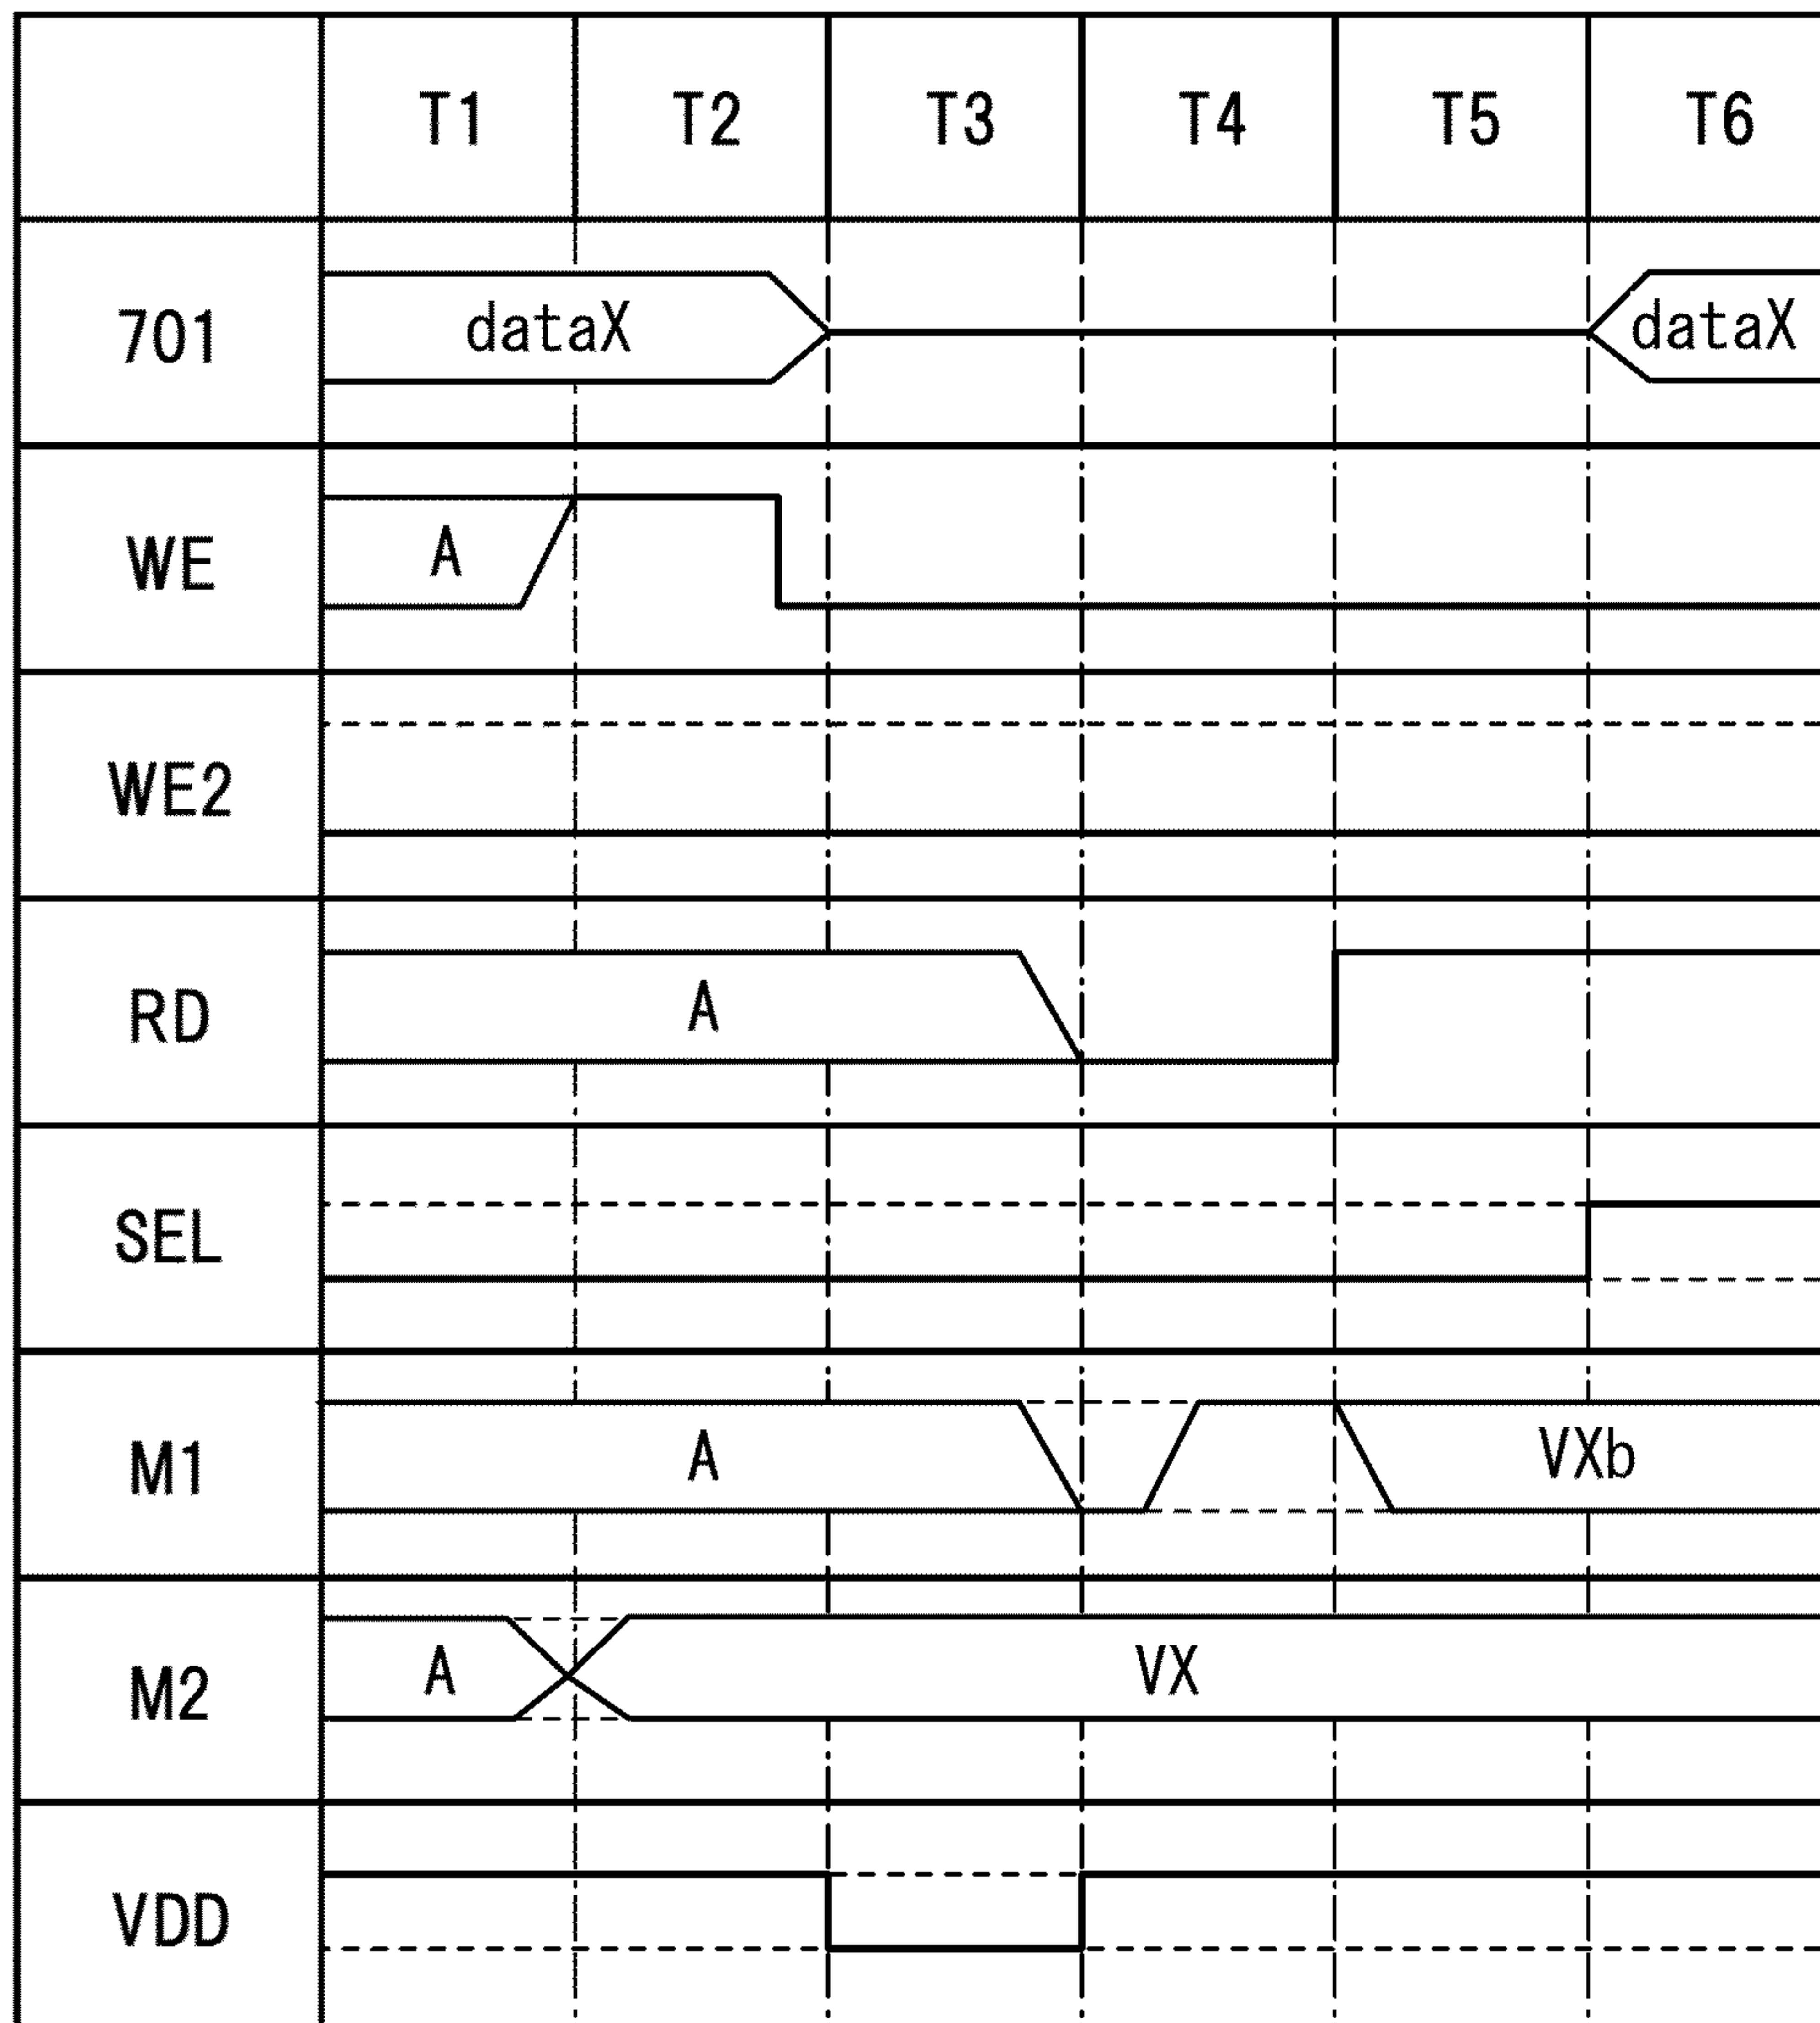 T1 T2 T3 T4 T5 T6
701 dataX dataX
WE A
WE2
RD A
SEL
M1 A VXb
M2 A VX
VDD